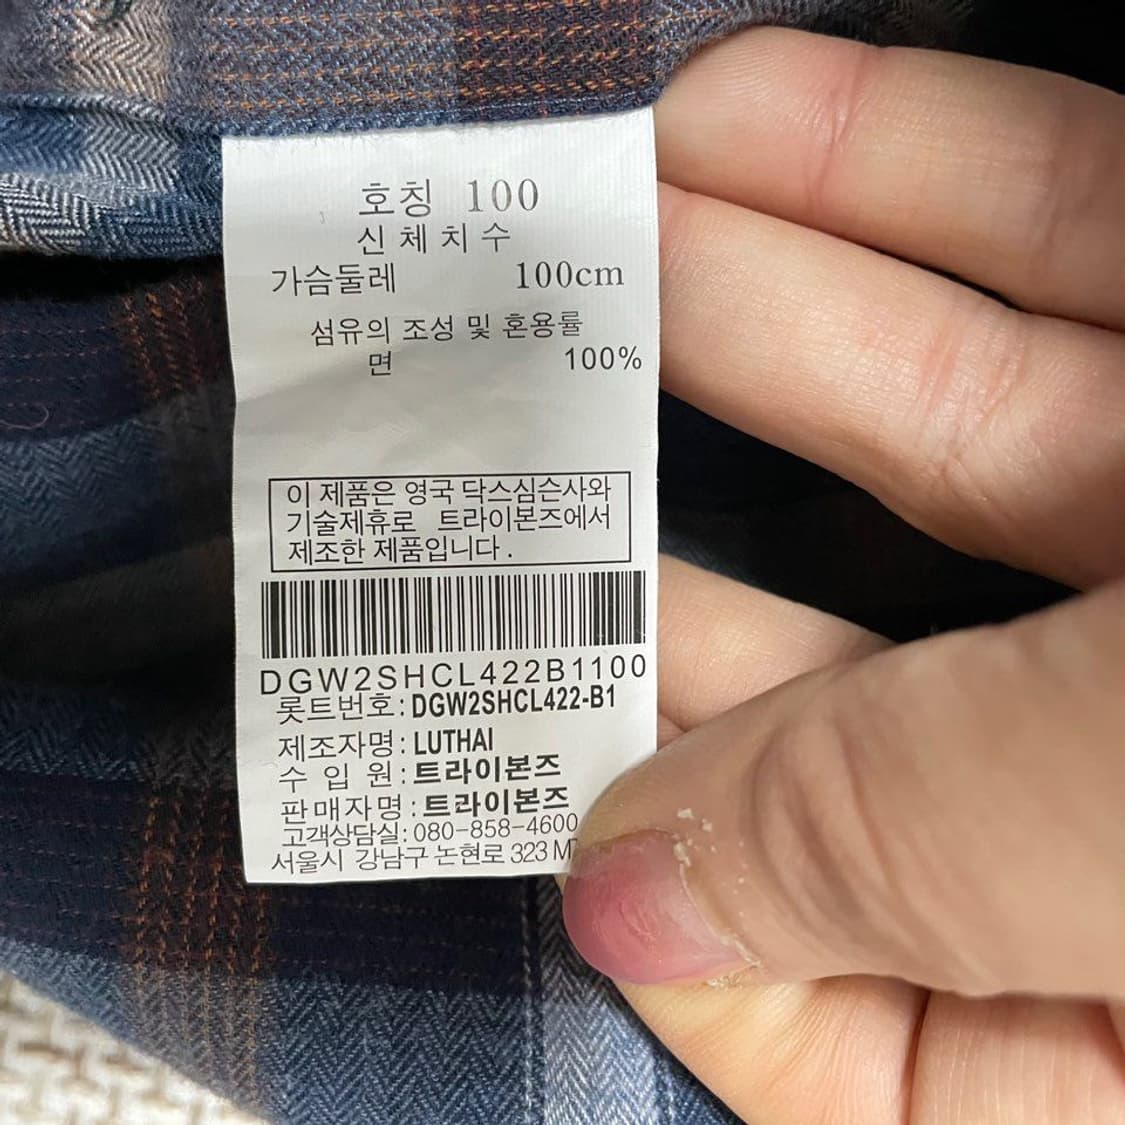 호칭 100
신체치수
가슴둘레 100cm
섬유의 조성 및 혼용률
면 100%
이 제품은 영국 닥스심슨사와
기술제휴로 트라이본즈에서
제조한 제품입니다.
DGW2SHCL422B1100
롯트번호: DGW2SHCL422-B1
제조자명: LUTHAI
수 입 원: 트라이본즈
판매자명: 트라이본즈
고객상담실: 080-858-4600
서울시 강남구 논현로 323